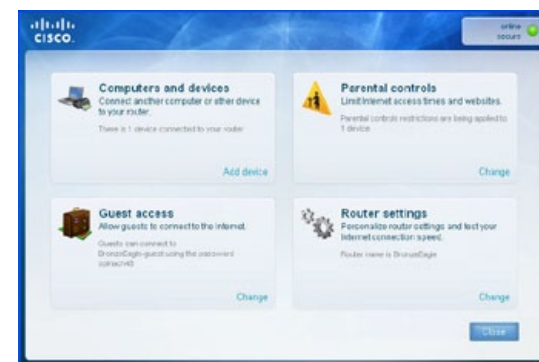 CISCO.
online
secure
Computers and devices
Connect another computer or other device
to your router.
There is 1 device connected to your router
Add device
Parental controls
Limit Internet access times and websites.
Parental controls restrictions are being applied to
1 device
Change
Guest access
Allow guests to connect to the Internet.
Guests can connect to
BronzeEagle-guest using the password
Change
Router settings
Personalize router settings and test your
Internet connection speed.
Router name is BronzeEagle
Change
Close